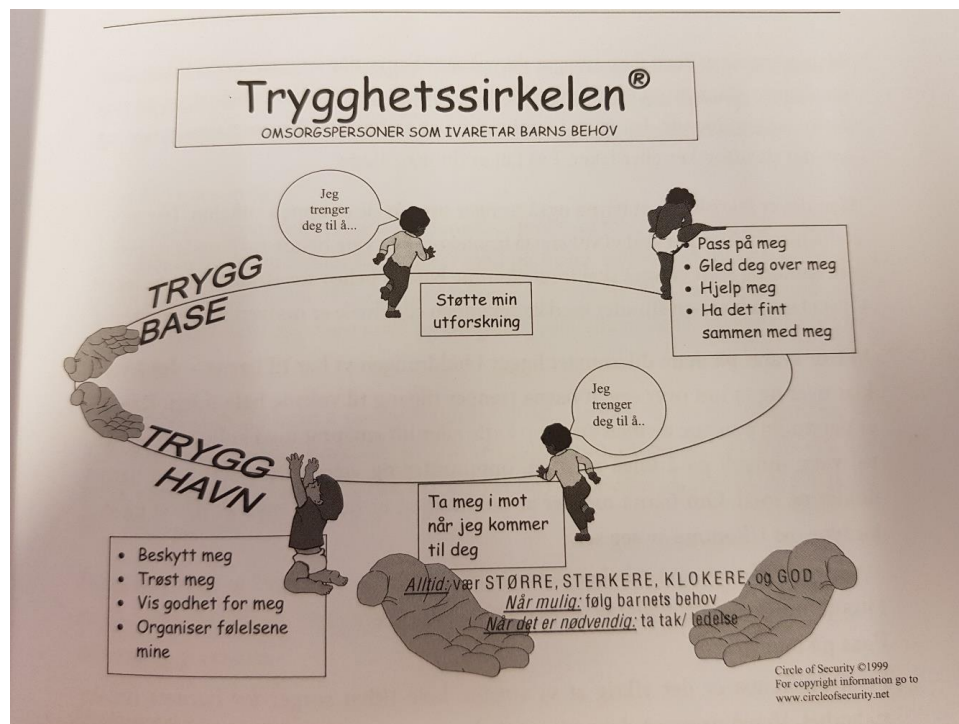 Trygghetssirkelen®
OMSORGSPERSONER SOM IVARETAR BARNS BEHOV
Jeg
trenger
deg til å...
TRYGG
BASE
Støtte min
utforskning
• Pass på meg
• Gled deg over meg
• Hjelp meg
• Ha det fint
sammen med meg
Jeg
trenger
deg til å..
TRYGG
HAVN
Ta meg i mot
når jeg kommer
til deg
• Beskytt meg
• Trøst meg
• Vis godhet for meg
• Organiser følelsene
mine
Alltid: vær STØRRE, STERKERE, KLOKERE, og GOD
Når mulig: følg barnets behov
Når det er nødvendig: ta tak/ ledelse
Circle of Security ©1999
For copyright information go to
www.circleofsecurity.net